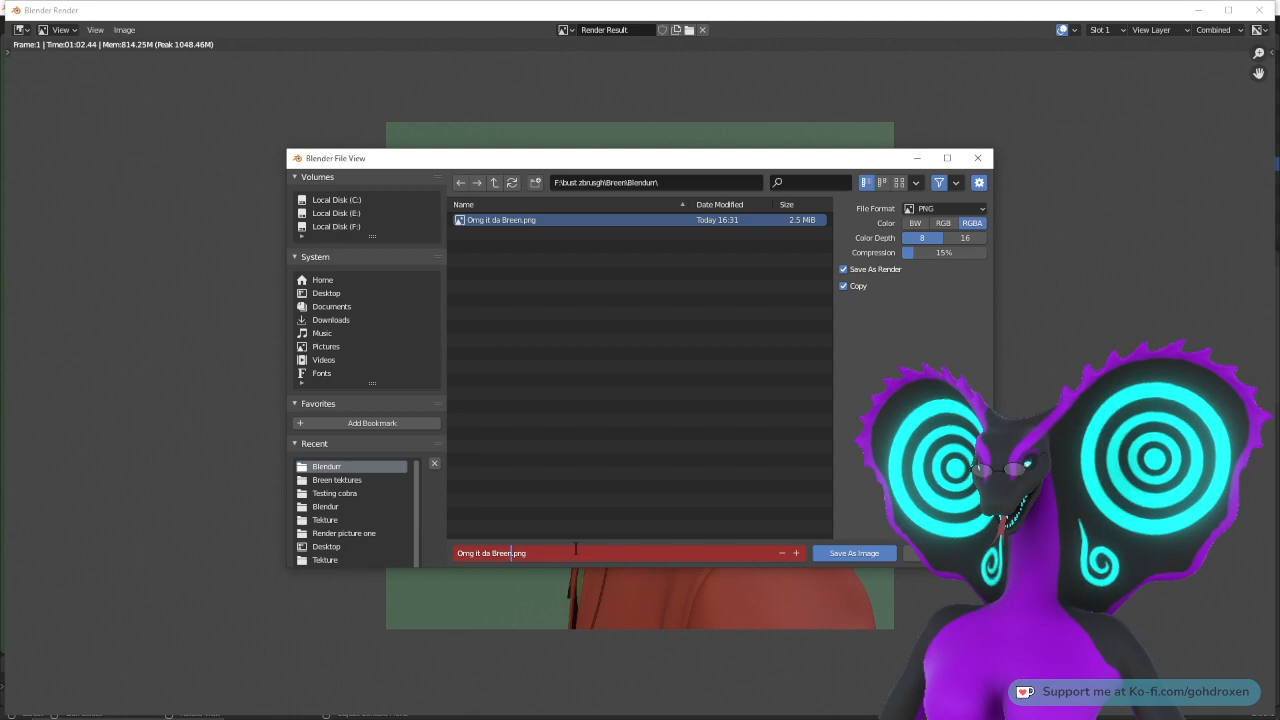 Blender Render
View View Image Render Result Slot 1 View Layer Combined
Frame:1 | Time:01:02.44 | Mem:814.25M (Peak 1048.46M)
Blender File View
Volumes
Local Disk (C:)
Local Disk (E:)
Local Disk (F:)
System
Home
Desktop
Documents
Downloads
Music
Pictures
Videos
Fonts
Favorites
Add Bookmark
Recent
Blendurr
Breen tektures
Testing cobra
Blendur
Tekture
Render picture one
Desktop
Tekture
F:\bust zbrusgh\Breen\Blendurr\
Name Date Modified Size
Omg it da Breen.png Today 16:31 2.5 MiB
Omg it da Breen.png Save As Image
File Format PNG
Color BW RGB RGBA
Color Depth 8 16
Compression 15%
Save As Render
Copy
Support me at Ko-fi.com/gohdroxen